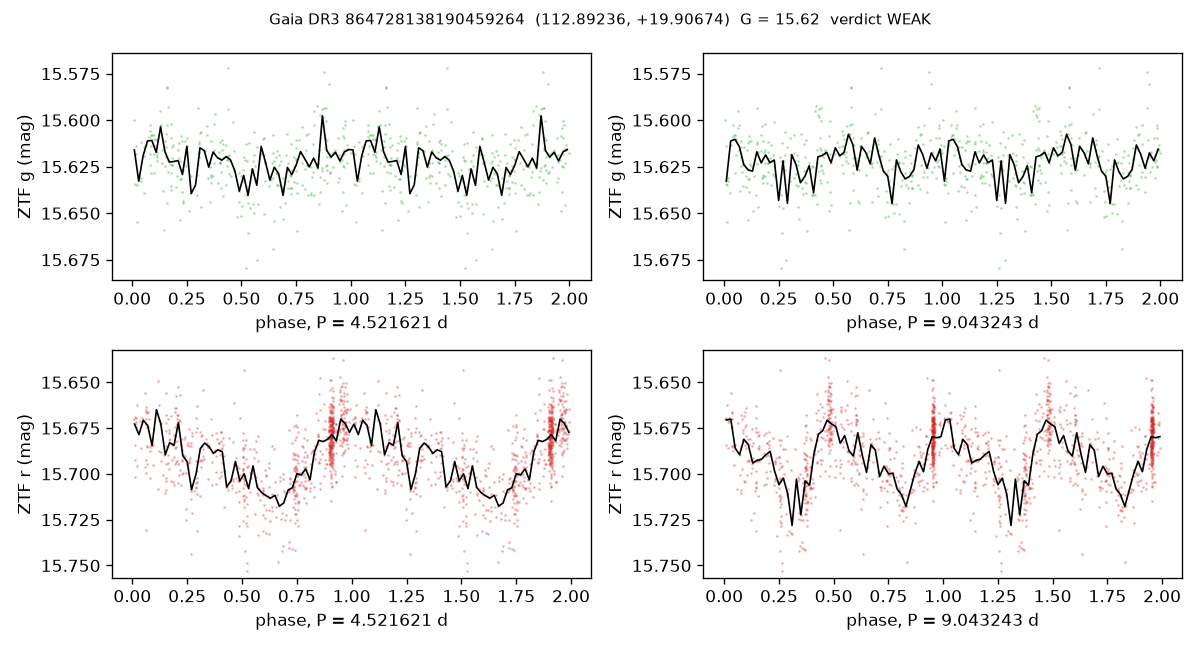 Gaia DR3 864728138190459264  (112.89236, +19.90674)  G = 15.62  verdict WEAK
ZTF g (mag)
15.575
15.600
15.625
15.650
15.675
0.00 0.25 0.50 0.75 1.00 1.25 1.50 1.75 2.00
phase, P = 4.521621 d
ZTF g (mag)
15.575
15.600
15.625
15.650
15.675
0.00 0.25 0.50 0.75 1.00 1.25 1.50 1.75 2.00
phase, P = 9.043243 d
ZTF r (mag)
15.650
15.675
15.700
15.725
15.750
0.00 0.25 0.50 0.75 1.00 1.25 1.50 1.75 2.00
phase, P = 4.521621 d
ZTF r (mag)
15.650
15.675
15.700
15.725
15.750
0.00 0.25 0.50 0.75 1.00 1.25 1.50 1.75 2.00
phase, P = 9.043243 d